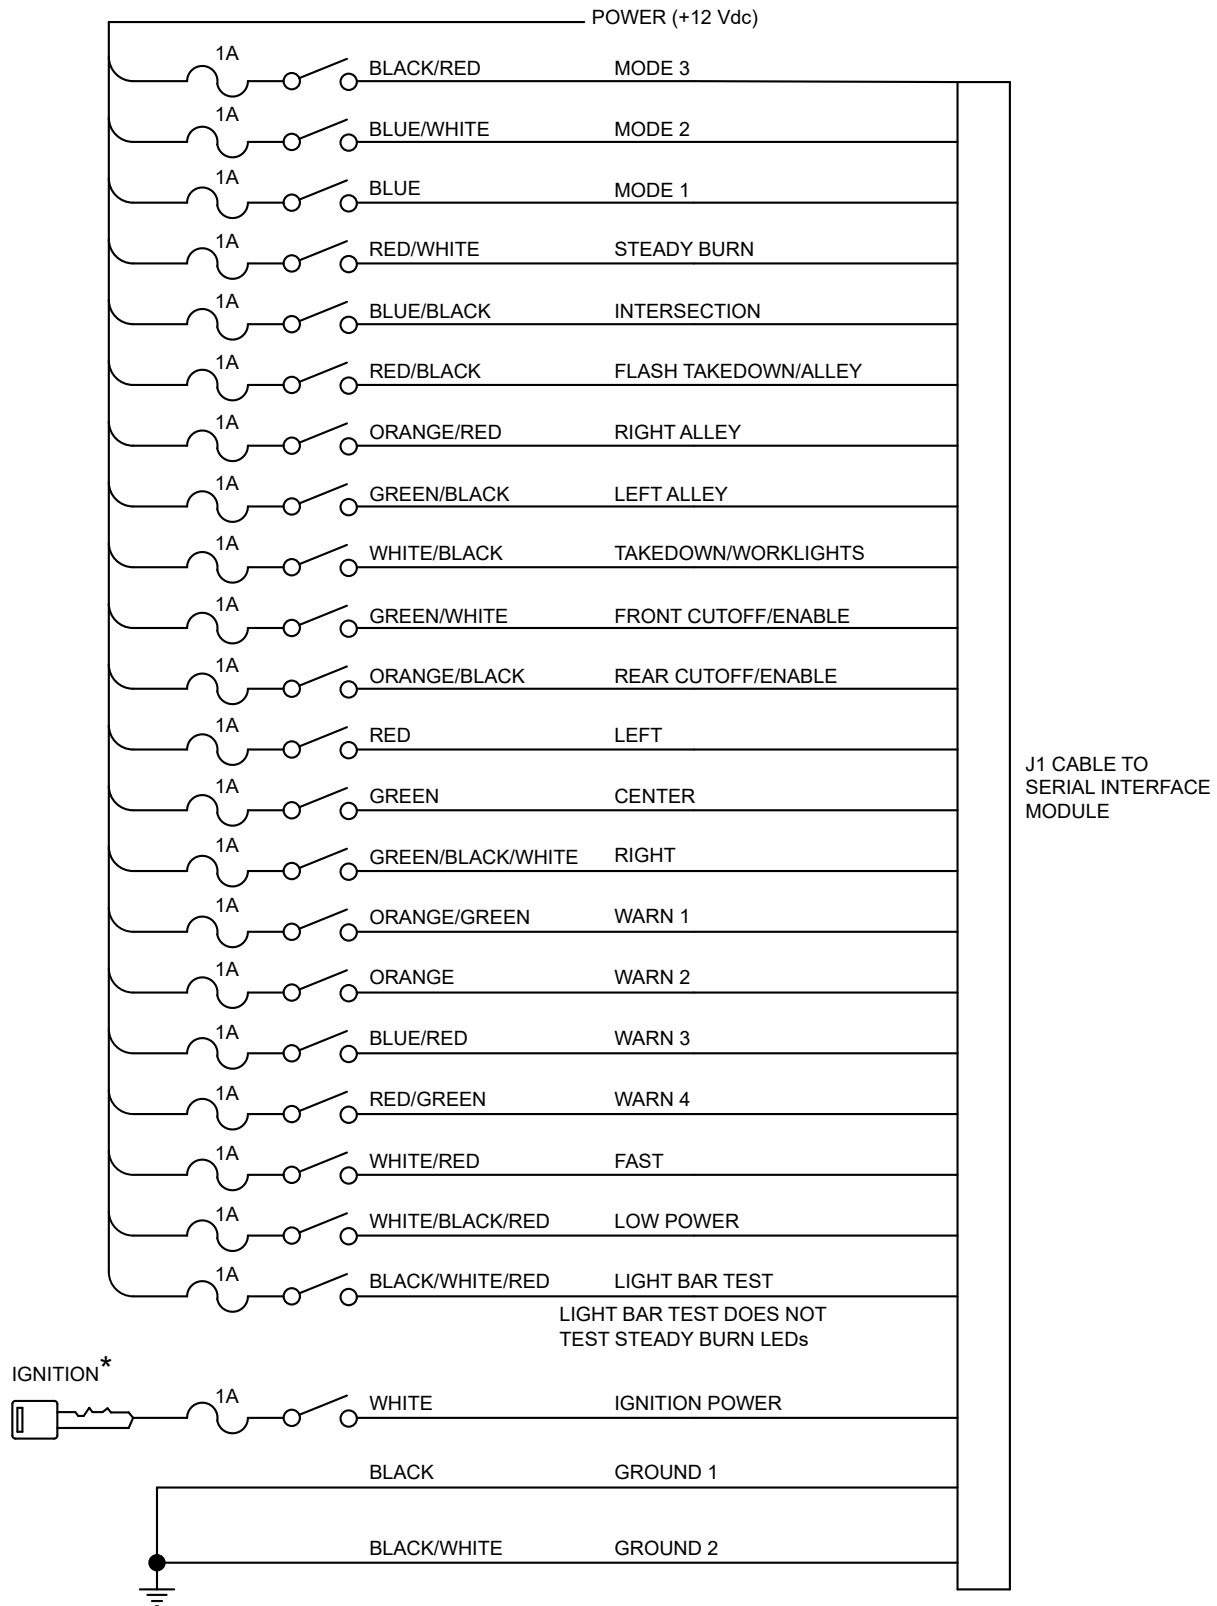 POWER (+12 Vdc)
1A BLACK/RED MODE 3
1A BLUE/WHITE MODE 2
1A BLUE MODE 1
1A RED/WHITE STEADY BURN
1A BLUE/BLACK INTERSECTION
1A RED/BLACK FLASH TAKEDOWN/ALLEY
1A ORANGE/RED RIGHT ALLEY
1A GREEN/BLACK LEFT ALLEY
1A WHITE/BLACK TAKEDOWN/WORKLIGHTS
1A GREEN/WHITE FRONT CUTOFF/ENABLE
1A ORANGE/BLACK REAR CUTOFF/ENABLE
1A RED LEFT
1A GREEN CENTER
1A GREEN/BLACK/WHITE RIGHT
1A ORANGE/GREEN WARN 1
1A ORANGE WARN 2
1A BLUE/RED WARN 3
1A RED/GREEN WARN 4
1A WHITE/RED FAST
1A WHITE/BLACK/RED LOW POWER
1A BLACK/WHITE/RED LIGHT BAR TEST
LIGHT BAR TEST DOES NOT
TEST STEADY BURN LEDs
IGNITION*
1A WHITE IGNITION POWER
BLACK GROUND 1
BLACK/WHITE GROUND 2
J1 CABLE TO
SERIAL INTERFACE
MODULE